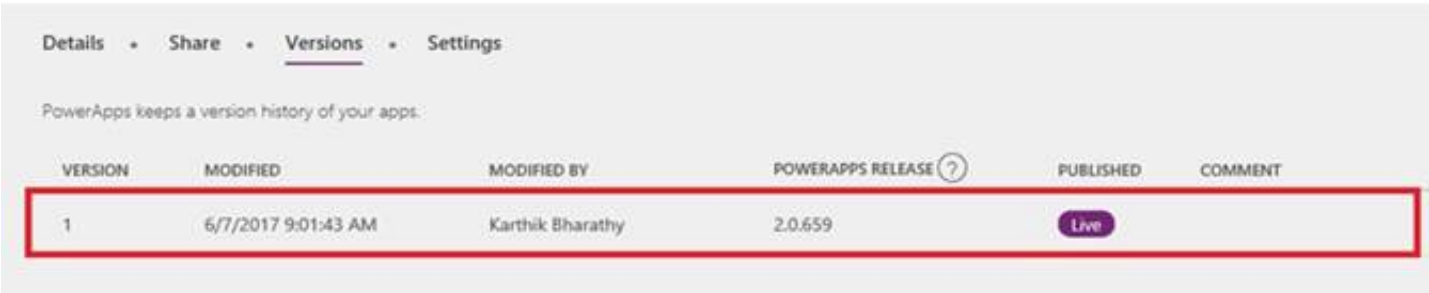 Details • Share • Versions • Settings
PowerApps keeps a version history of your apps.
VERSION MODIFIED MODIFIED BY POWERAPPS RELEASE ? PUBLISHED COMMENT
1 6/7/2017 9:01:43 AM Karthik Bharathy 2.0.659 Live